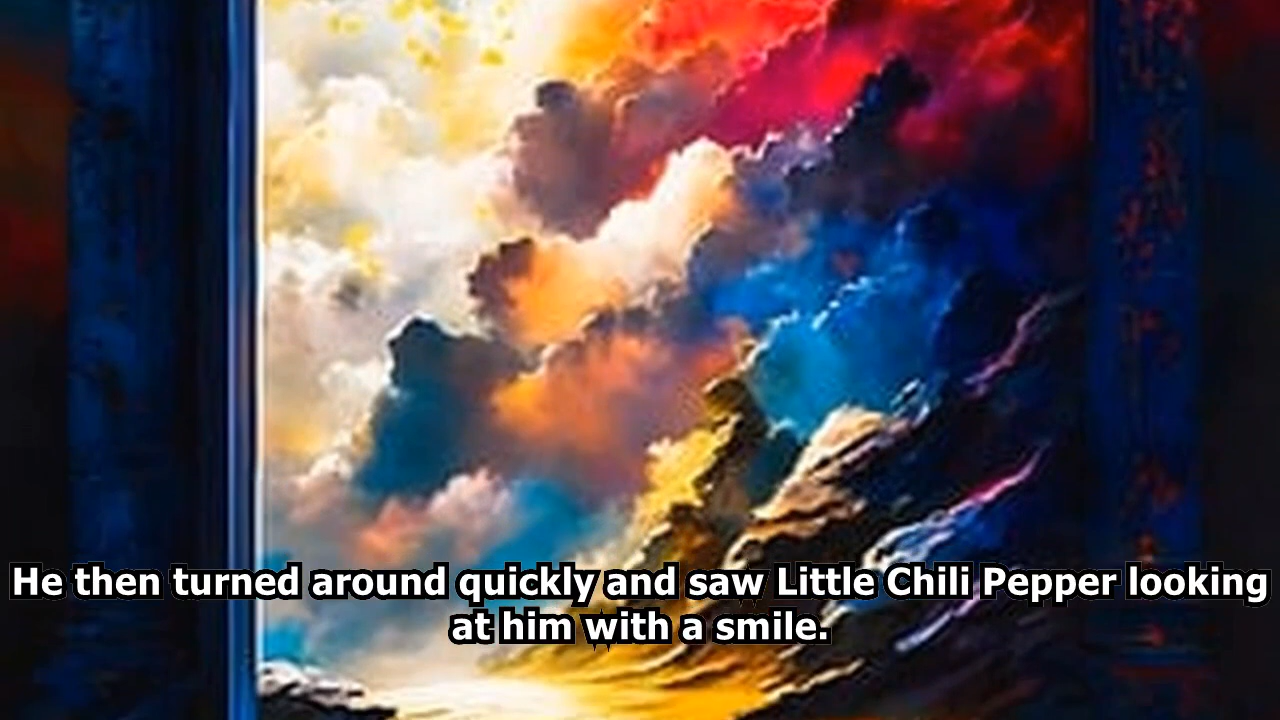 He then turned around quickly and saw Little Chili Pepper looking
at him with a smile.